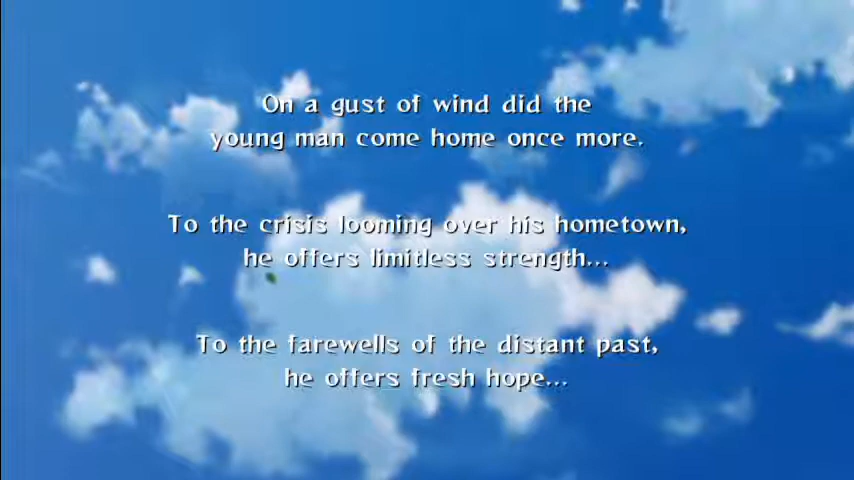 On a gust of wind did the
young man come home once more.
To the crisis looming over his hometown,
he offers limitless strength...
To the farewells of the distant past,
he offers fresh hope...